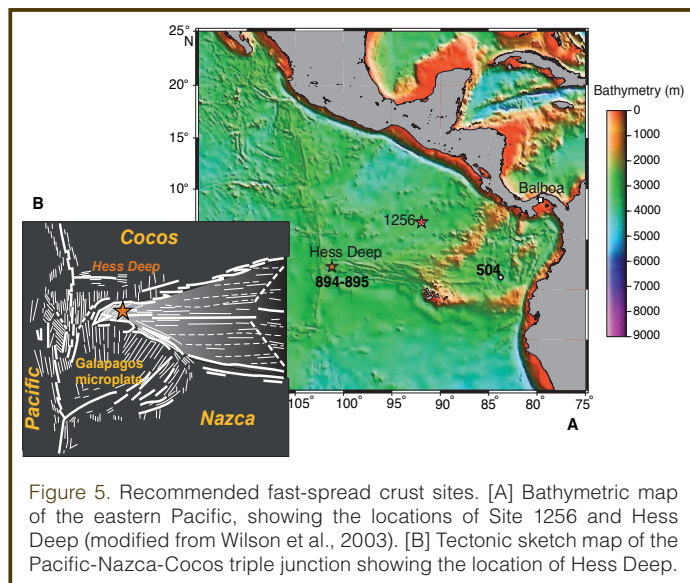 25°
N
20°
15°
10°
Bathymetry (m)
0
1000
2000
3000
4000
5000
6000
7000
8000
9000
Balboa
1256
Hess Deep
894-895
504
105°
100°
95°
90°
85°
80°
75°
A
B
Cocos
Hess Deep
Galapagos
microplate
Pacific
Nazca
Figure 5. Recommended fast-spread crust sites. [A] Bathymetric map
of the eastern Pacific, showing the locations of Site 1256 and Hess
Deep (modified from Wilson et al., 2003). [B] Tectonic sketch map of the
Pacific-Nazca-Cocos triple junction showing the location of Hess Deep.